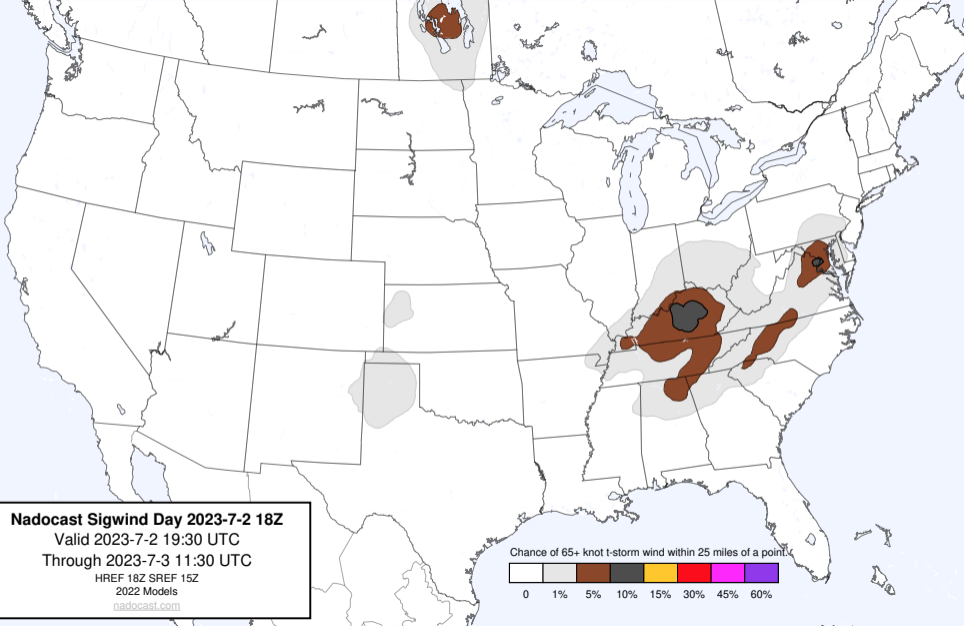 Nadocast Sigwind Day 2023-7-2 18Z
Valid 2023-7-2 19:30 UTC
Through 2023-7-3 11:30 UTC
HREF 18Z SREF 15Z
2022 Models
nadocast.com
Chance of 65+ knot t-storm wind within 25 miles of a point.
0 1% 5% 10% 15% 30% 45% 60%